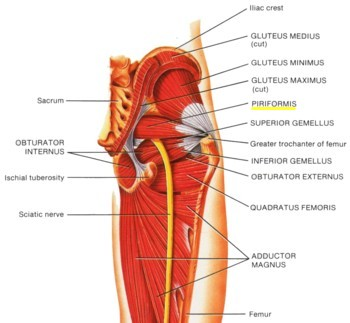 Iliac crest
GLUTEUS MEDIUS
(cut)
GLUTEUS MINIMUS
GLUTEUS MAXIMUS
(cut)
Sacrum
PIRIFORMIS
SUPERIOR GEMELLUS
OBTURATOR
INTERNUS
Greater trochanter of femur
INFERIOR GEMELLUS
Ischial tuberosity
OBTURATOR EXTERNUS
QUADRATUS FEMORIS
Sciatic nerve
ADDUCTOR
MAGNUS
Femur